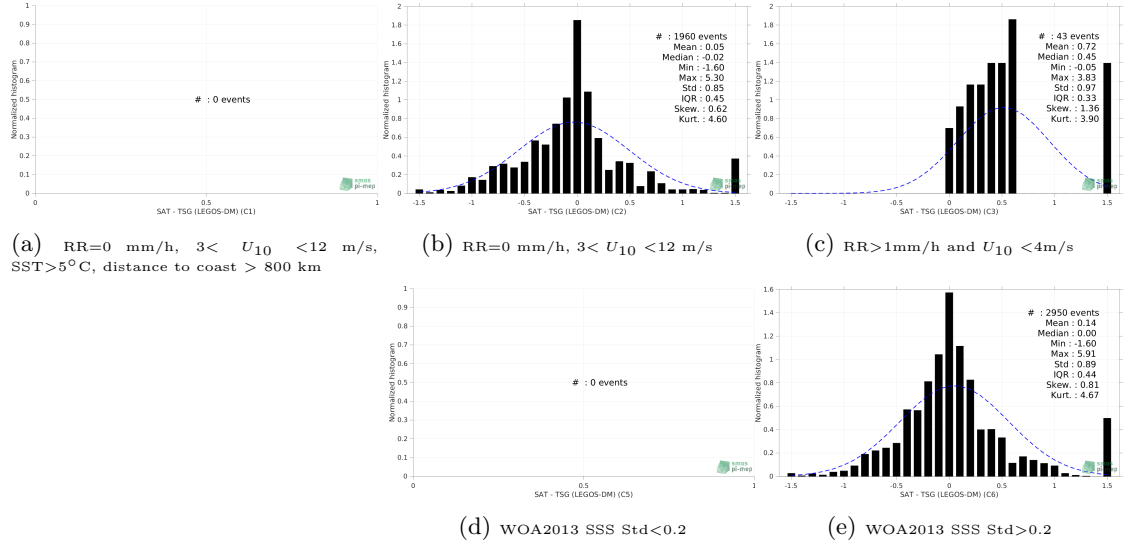 Normalized histogram
1
0.9
0.8
0.7
0.6
0.5
0.4
0.3
0.2
0.1
0
# : 0 events
smos
pi-mep
0 0.5 1
SAT - TSG (LEGOS-DM) (C1)
(a) RR=0 mm/h, 3< U10 <12 m/s,
SST>5°C, distance to coast > 800 km
Normalized histogram
2
1.8
1.6
1.4
1.2
1
0.8
0.6
0.4
0.2
0
# : 1960 events
Mean : 0.05
Median : -0.02
Min : -1.60
Max : 5.30
Std : 0.85
IQR : 0.45
Skew. : 0.62
Kurt. : 4.60
smos
pi-mep
-1.5 -1 -0.5 0 0.5 1 1.5
SAT - TSG (LEGOS-DM) (C2)
(b) RR=0 mm/h, 3< U10 <12 m/s
Normalized histogram
2
1.8
1.6
1.4
1.2
1
0.8
0.6
0.4
0.2
0
# : 43 events
Mean : 0.72
Median : 0.45
Min : -0.05
Max : 3.83
Std : 0.97
IQR : 0.33
Skew. : 1.36
Kurt. : 3.90
smos
pi-mep
-1.5 -1 -0.5 0 0.5 1 1.5
SAT - TSG (LEGOS-DM) (C3)
(c) RR>1mm/h and U10 <4m/s
Normalized histogram
1
0.9
0.8
0.7
0.6
0.5
0.4
0.3
0.2
0.1
0
# : 0 events
smos
pi-mep
0 0.5 1
SAT - TSG (LEGOS-DM) (C5)
(d) WOA2013 SSS Std<0.2
Normalized histogram
1.6
1.4
1.2
1
0.8
0.6
0.4
0.2
0
# : 2950 events
Mean : 0.14
Median : 0.00
Min : -1.60
Max : 5.91
Std : 0.89
IQR : 0.44
Skew. : 0.81
Kurt. : 4.67
smos
pi-mep
-1.5 -1 -0.5 0 0.5 1 1.5
SAT - TSG (LEGOS-DM) (C6)
(e) WOA2013 SSS Std>0.2